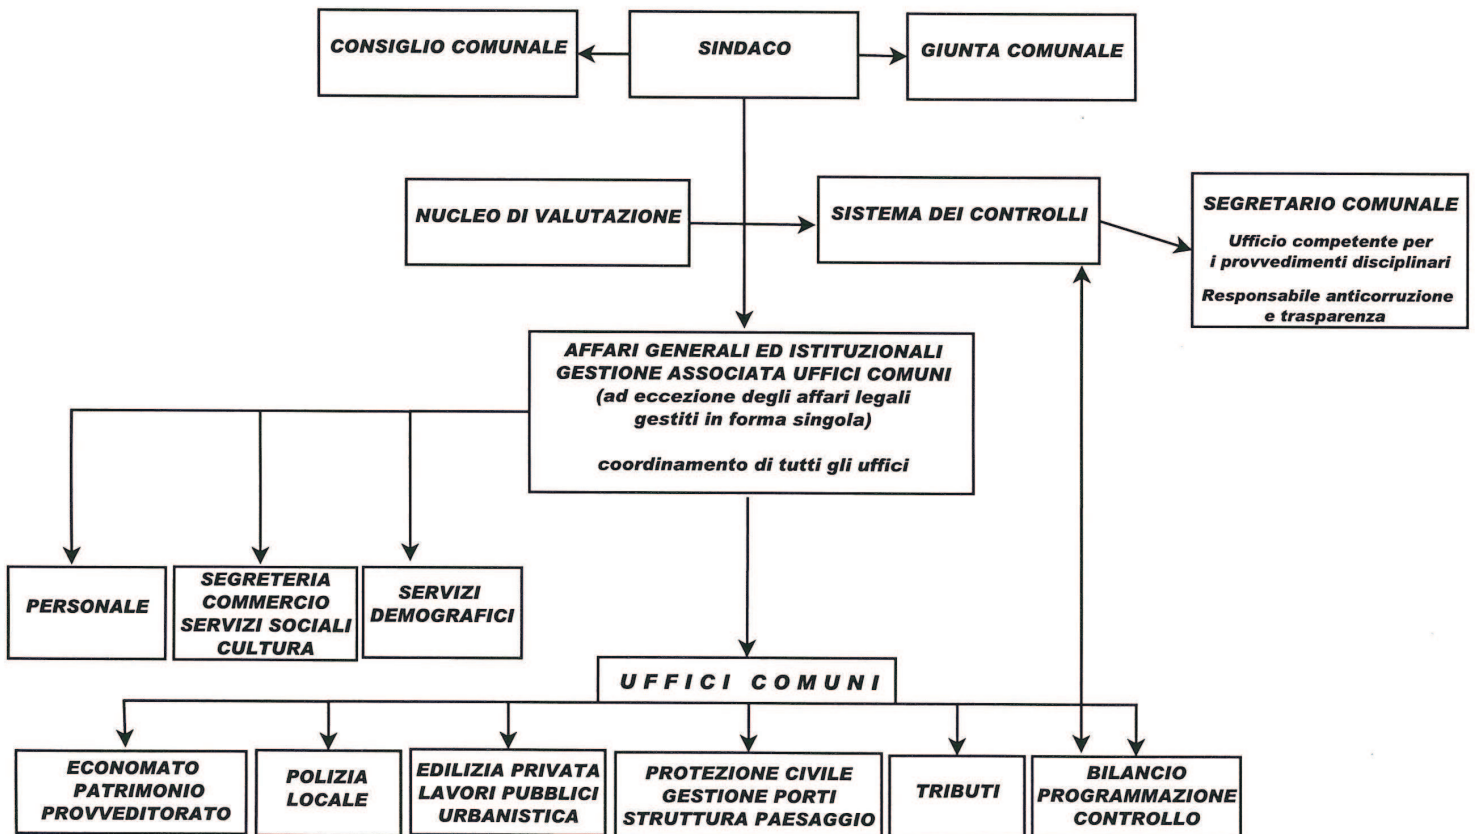 CONSIGLIO COMUNALE
SINDACO
GIUNTA COMUNALE
NUCLEO DI VALUTAZIONE
SISTEMA DEI CONTROLLI
SEGRETARIO COMUNALE
Ufficio competente per
i provvedimenti disciplinari
Responsabile anticorruzione
e trasparenza
AFFARI GENERALI ED ISTITUZIONALI
GESTIONE ASSOCIATA UFFICI COMUNI
(ad eccezione degli affari legali
gestiti in forma singola)
coordinamento di tutti gli uffici
PERSONALE
SEGRETERIA
COMMERCIO
SERVIZI SOCIALI
CULTURA
SERVIZI
DEMOGRAFICI
UFFICI COMUNI
ECONOMATO
PATRIMONIO
PROVVEDITORATO
POLIZIA
LOCALE
EDILIZIA PRIVATA
LAVORI PUBBLICI
URBANISTICA
PROTEZIONE CIVILE
GESTIONE PORTI
STRUTTURA PAESAGGIO
TRIBUTI
BILANCIO
PROGRAMMAZIONE
CONTROLLO